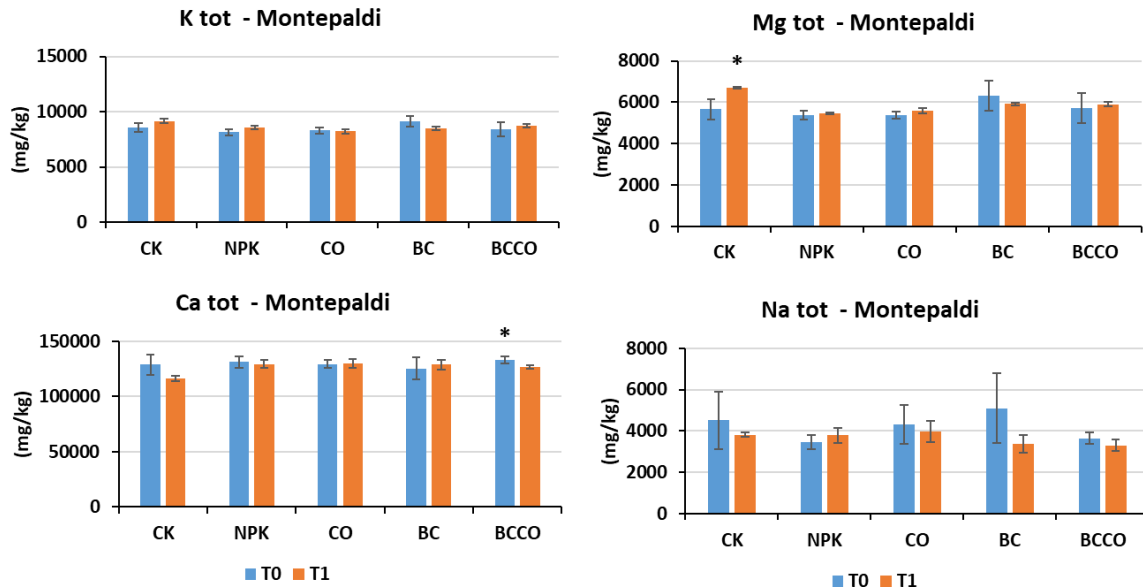 K tot - Montepaldi
15000
10000
5000
0
(mg/kg)
CK NPK CO BC BCCO
Mg tot - Montepaldi
8000
6000
4000
2000
0
(mg/kg)
*
CK NPK CO BC BCCO
Ca tot - Montepaldi
150000
100000
50000
0
(mg/kg)
*
CK NPK CO BC BCCO
T0 T1
Na tot - Montepaldi
8000
6000
4000
2000
0
(mg/kg)
CK NPK CO BC BCCO
T0 T1